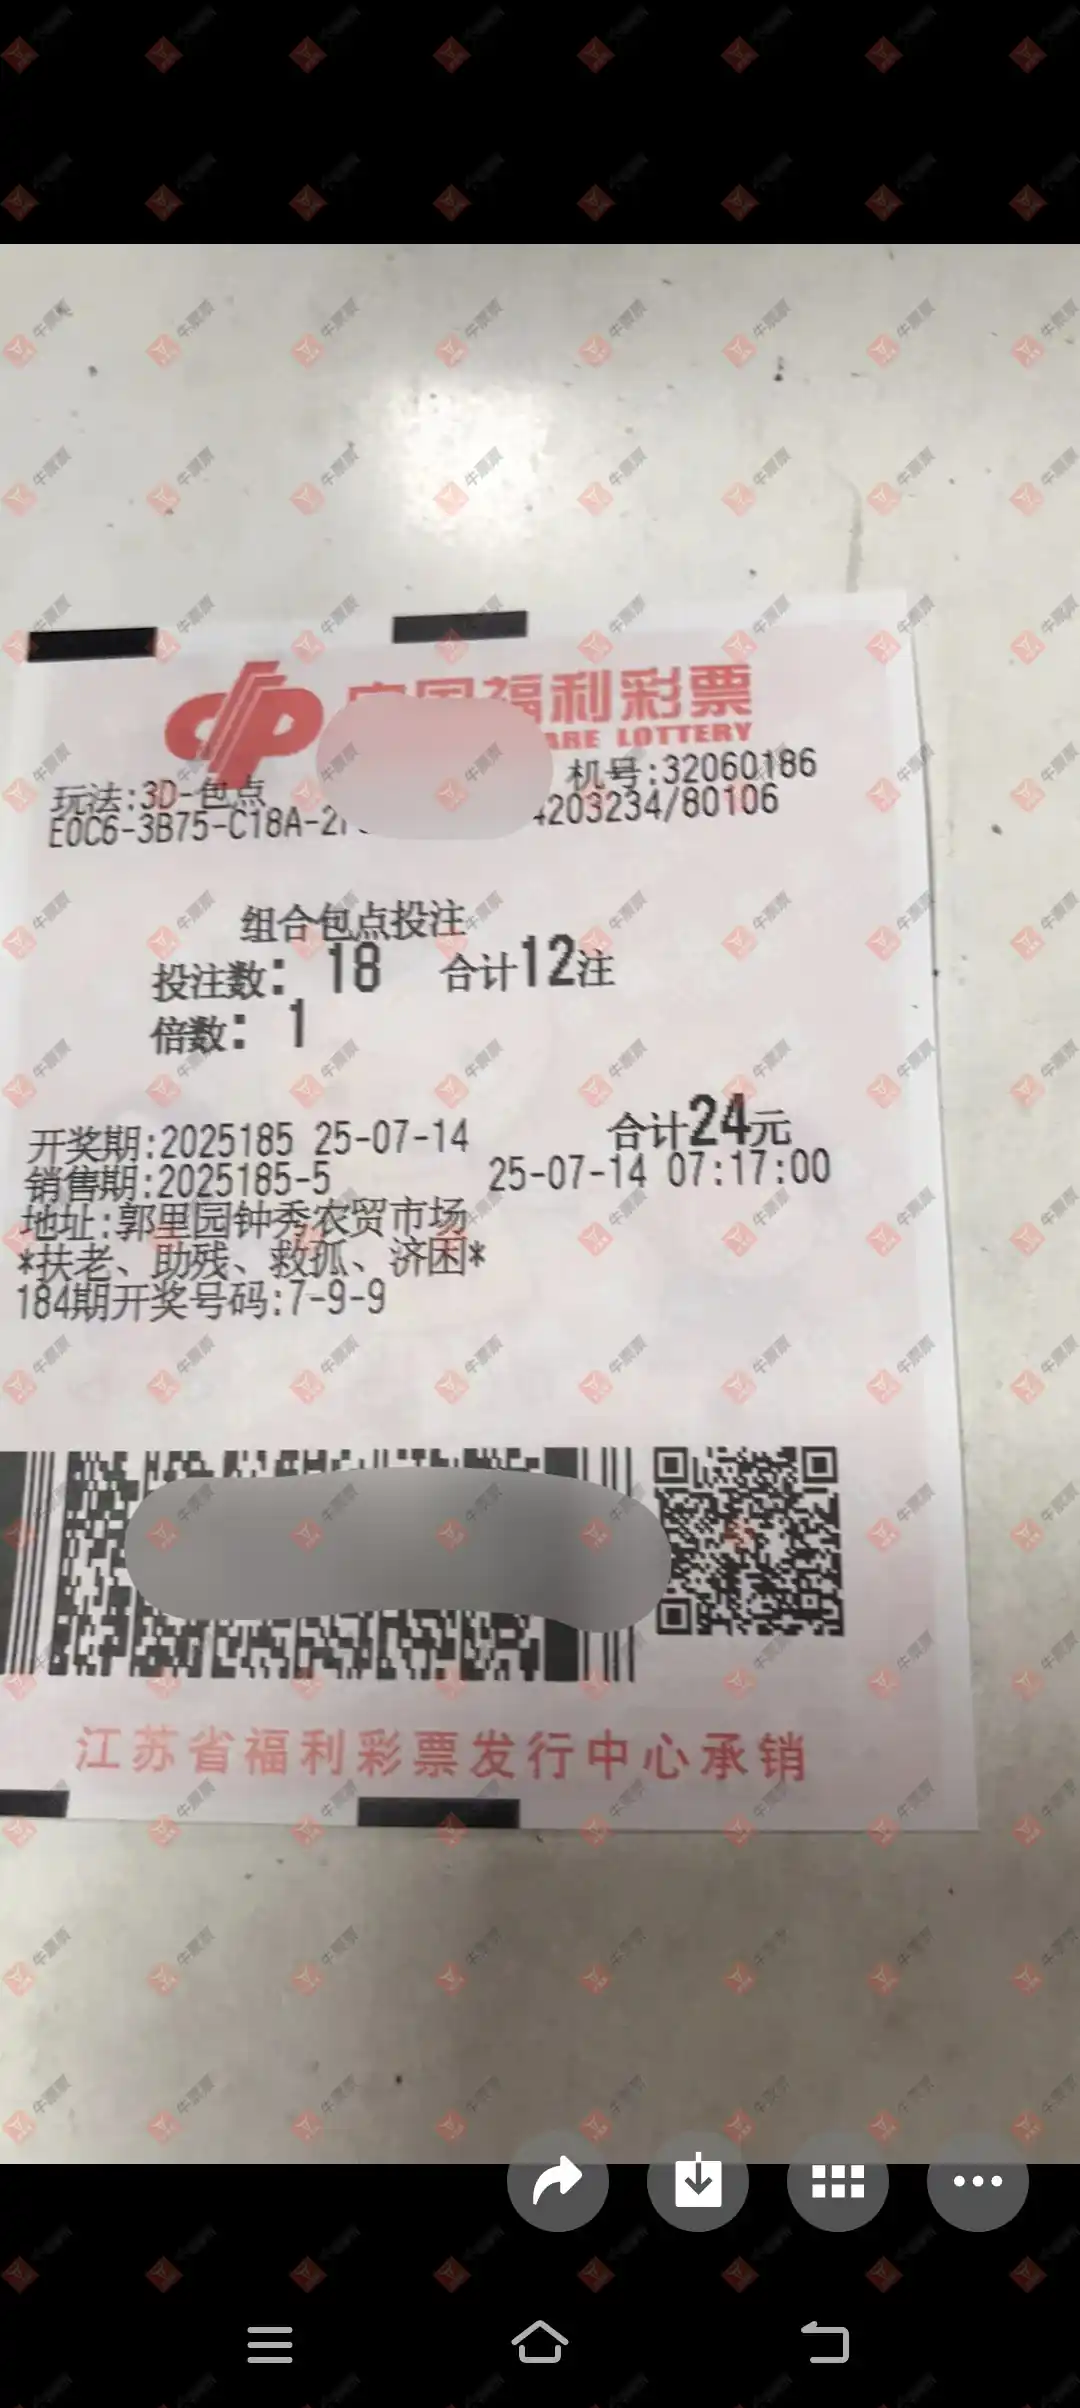 中国福利彩票
ARE LOTTERY
玩法:3D-包点
机号:32060186
E0C6-3B75-C18A-2
4203234/80106
组合包点投注
投注数: 18 合计12注
倍数: 1
合计24元
开奖期:2025185 25-07-14
销售期:2025185-5 25-07-14 07:17:00
地址:郭里园钟秀农贸市场
*扶老、助残、救孤、济困*
184期开奖号码:7-9-9
江苏省福利彩票发行中心承销
牛票票